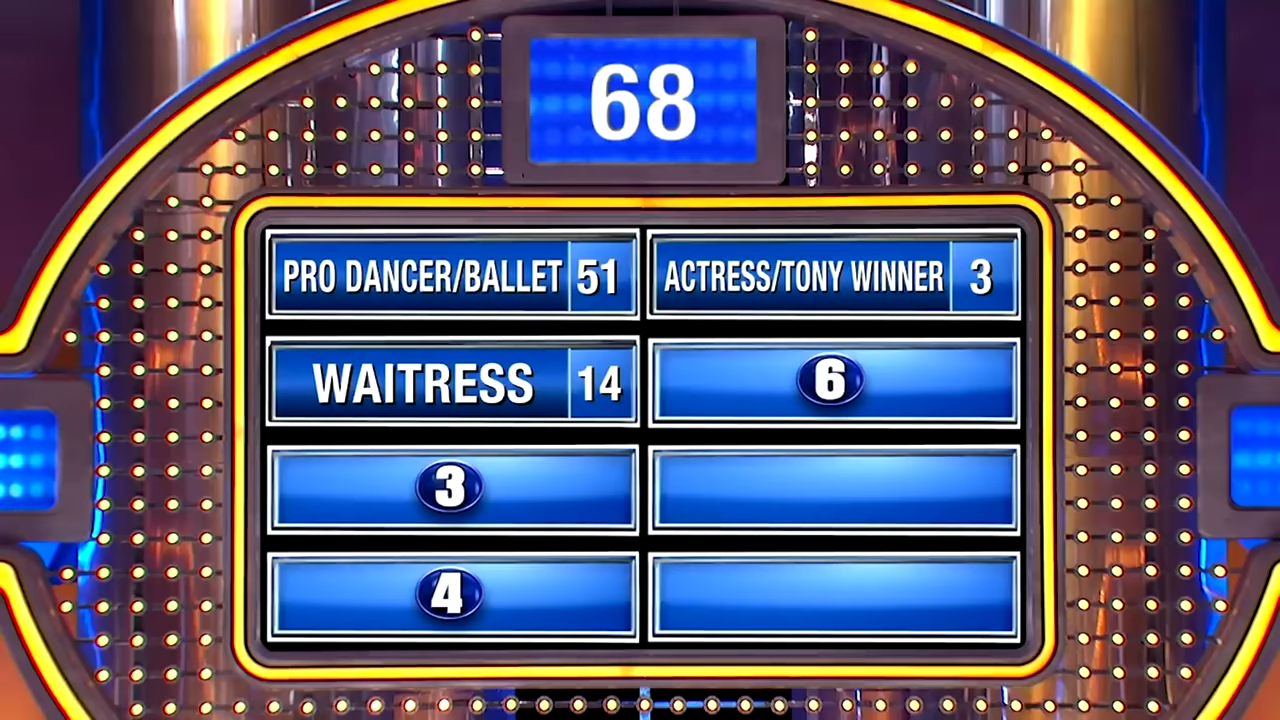 68
PRO DANCER/BALLET 51
ACTRESS/TONY WINNER 3
WAITRESS 14
6
3
4